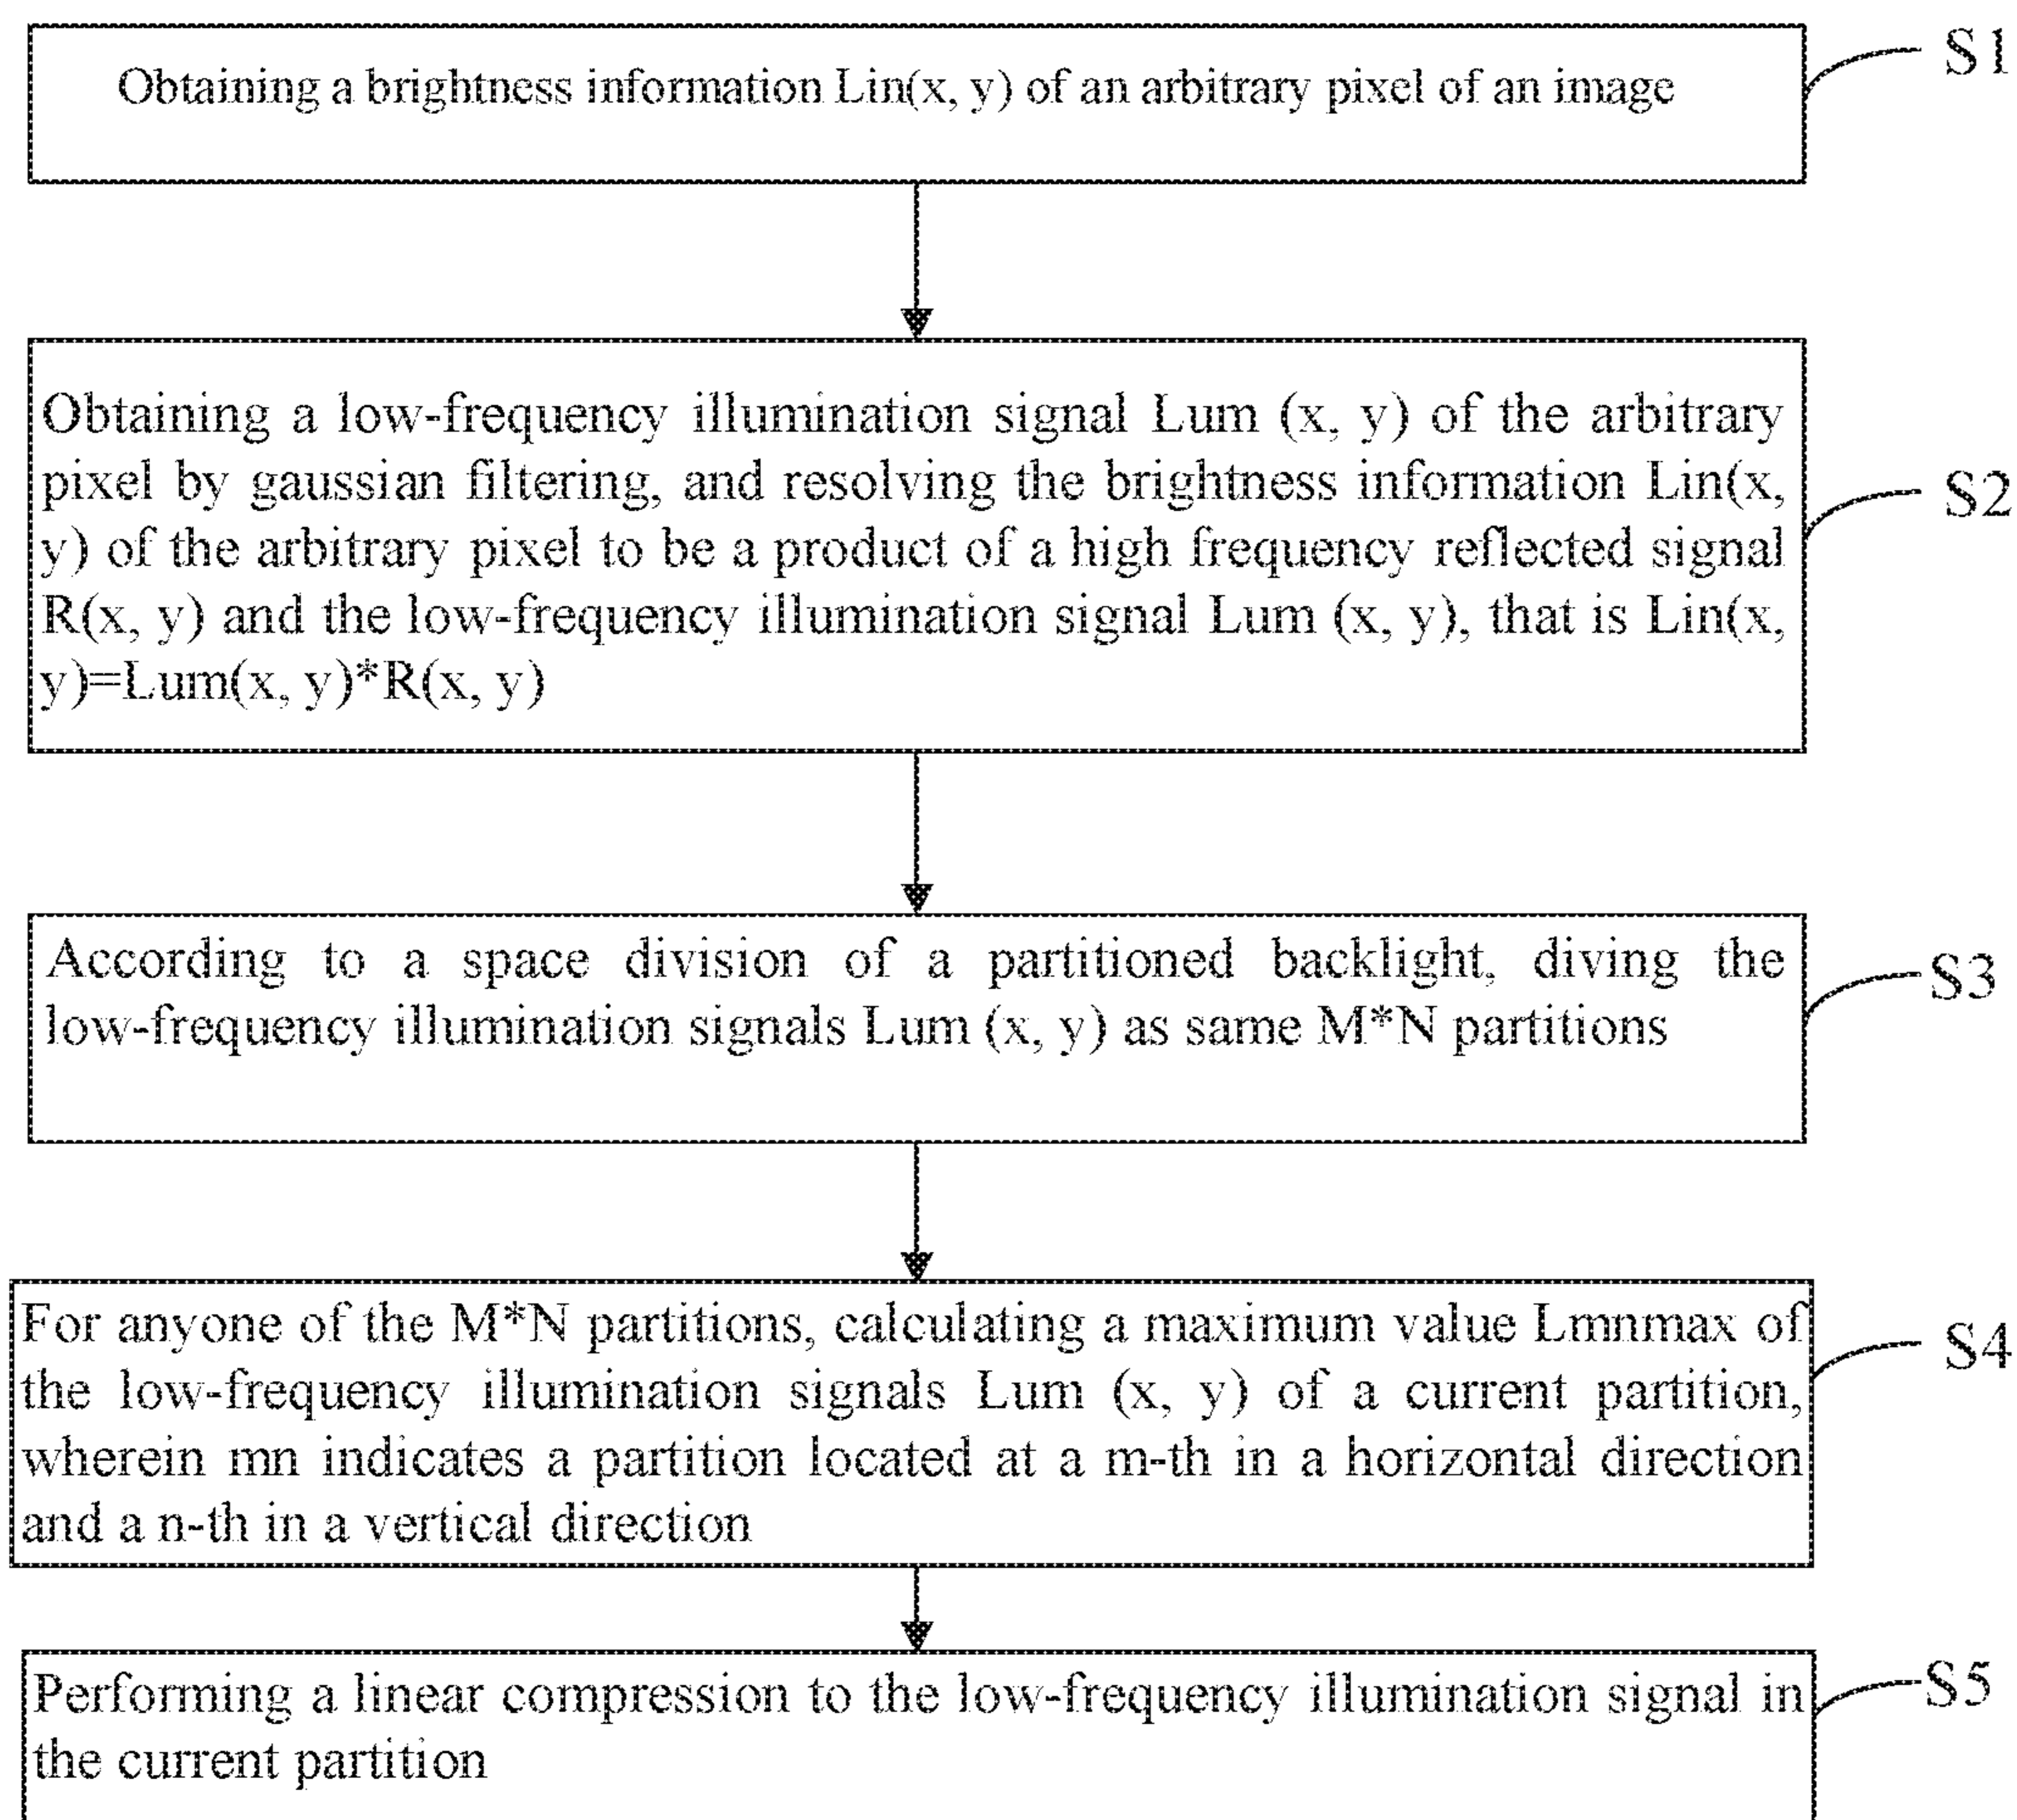 Obtaining a brightness information Lin(x, y) of an arbitrary pixel of an image
S1
Obtaining a low-frequency illumination signal Lum (x, y) of the arbitrary
pixel by gaussian filtering, and resolving the brightness information Lin(x,
y) of the arbitrary pixel to be a product of a high frequency reflected signal
R(x, y) and the low-frequency illumination signal Lum (x, y), that is Lin(x,
y)=Lum(x, y)*R(x, y)
S2
According to a space division of a partitioned backlight, diving the
low-frequency illumination signals Lum (x, y) as same M*N partitions
S3
For anyone of the M*N partitions, calculating a maximum value Lmnmax of
the low-frequency illumination signals Lum (x, y) of a current partition,
wherein mn indicates a partition located at a m-th in a horizontal direction
and a n-th in a vertical direction
S4
Performing a linear compression to the low-frequency illumination signal in
the current partition
S5